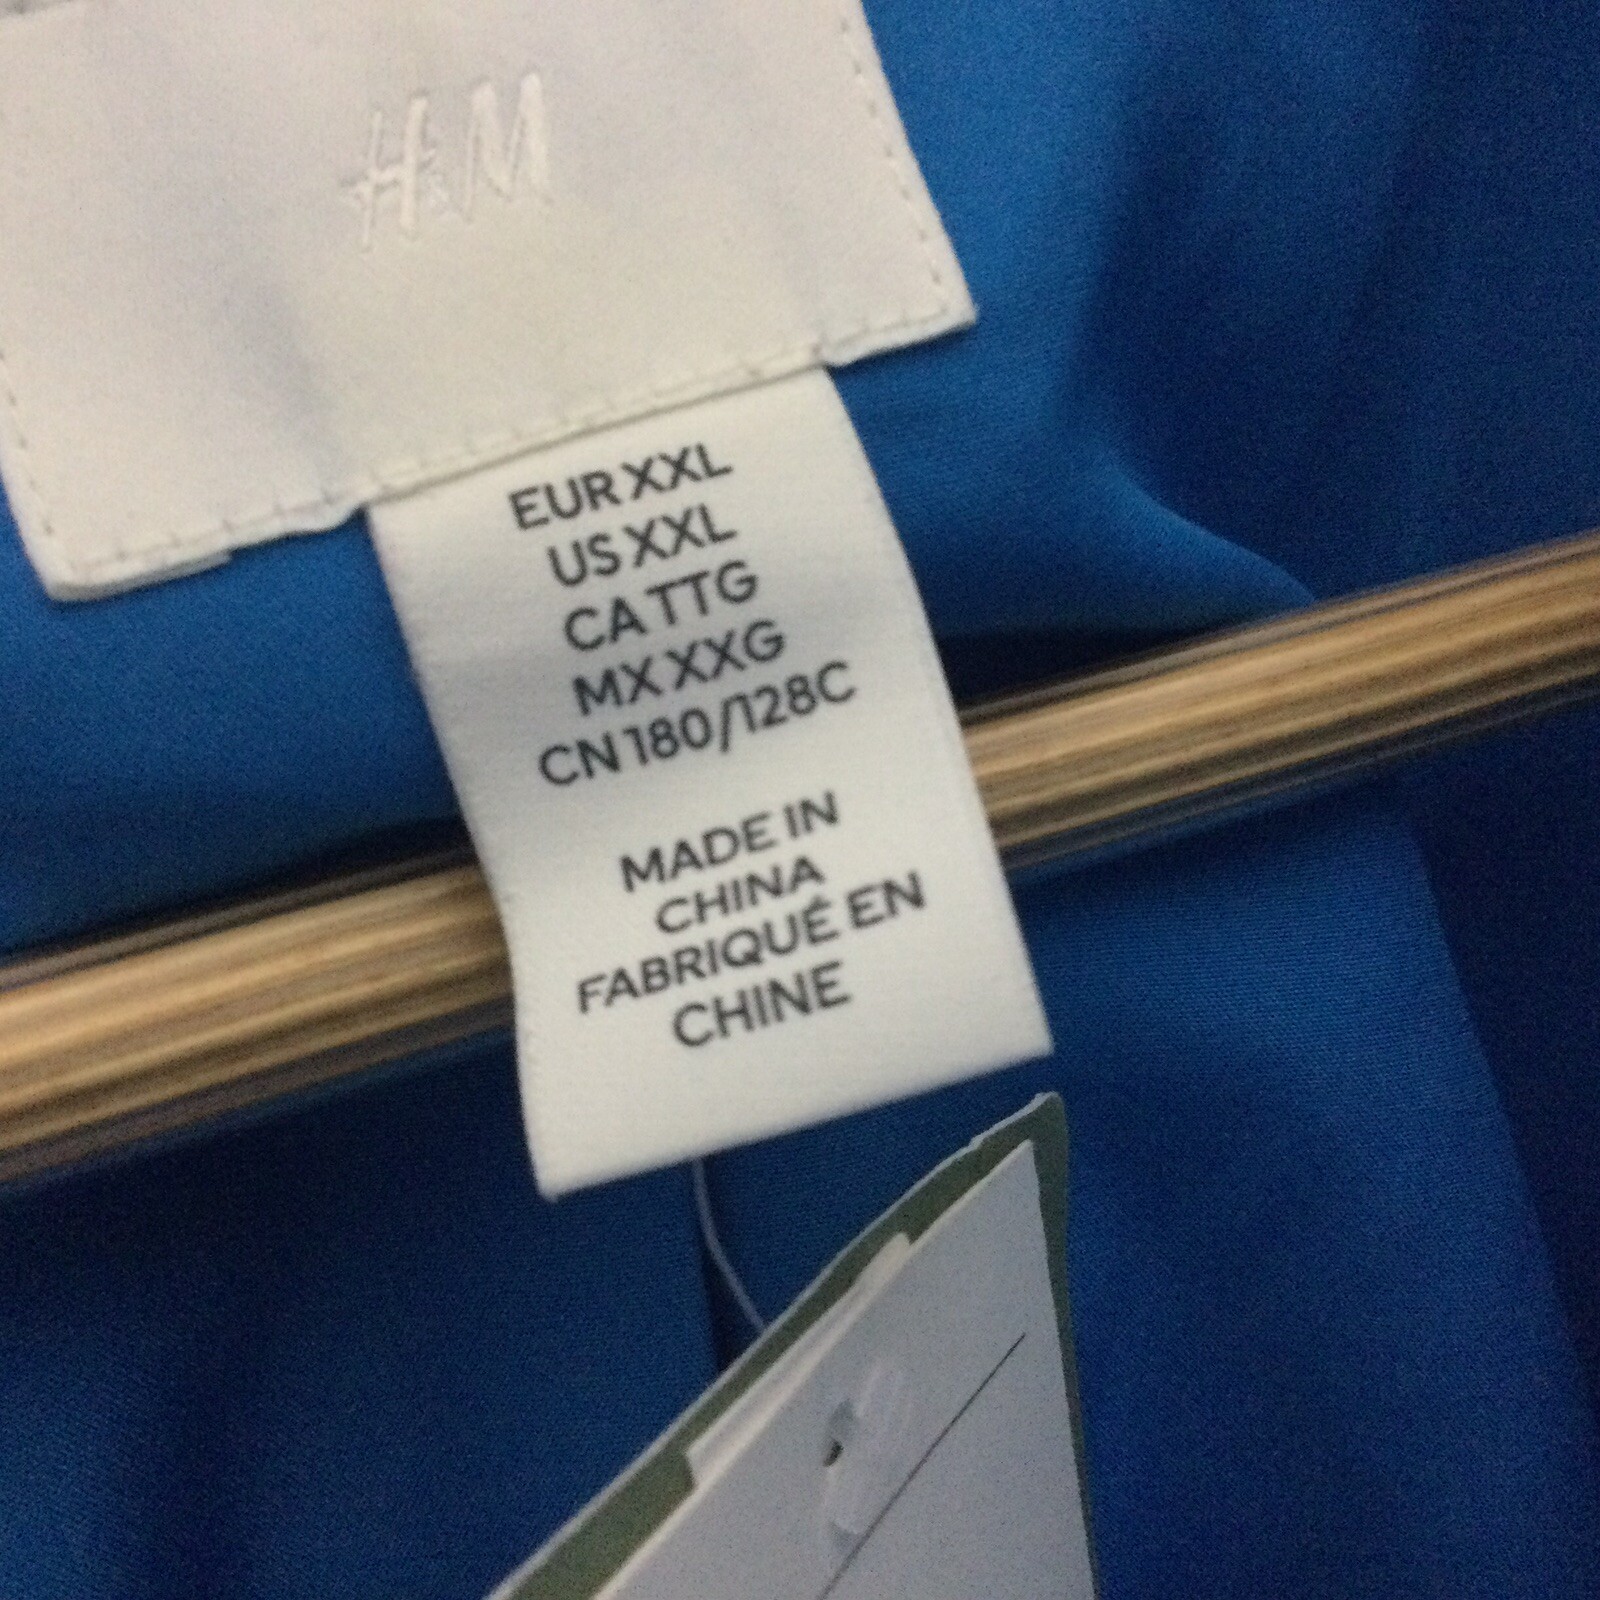 H&M
EUR XXL
US XXL
CA TTG
MX XXG
CN 180/128C
MADE IN
CHINA
FABRIQUÉ EN
CHINE